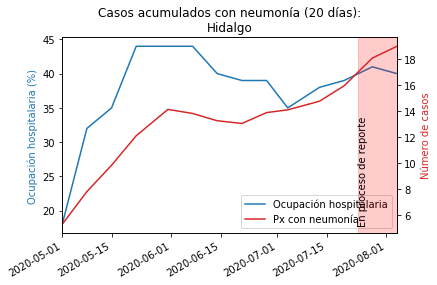 Casos acumulados con neumonía (20 días):
Hidalgo
Ocupación hospitalaria (%)
45
40
35
30
25
20
18
16
14
12
10
8
6
Número de casos
En proceso de reporte
Ocupación hospitalaria
Px con neumonía
2020-05-01
2020-05-15
2020-06-01
2020-06-15
2020-07-01
2020-07-15
2020-08-01